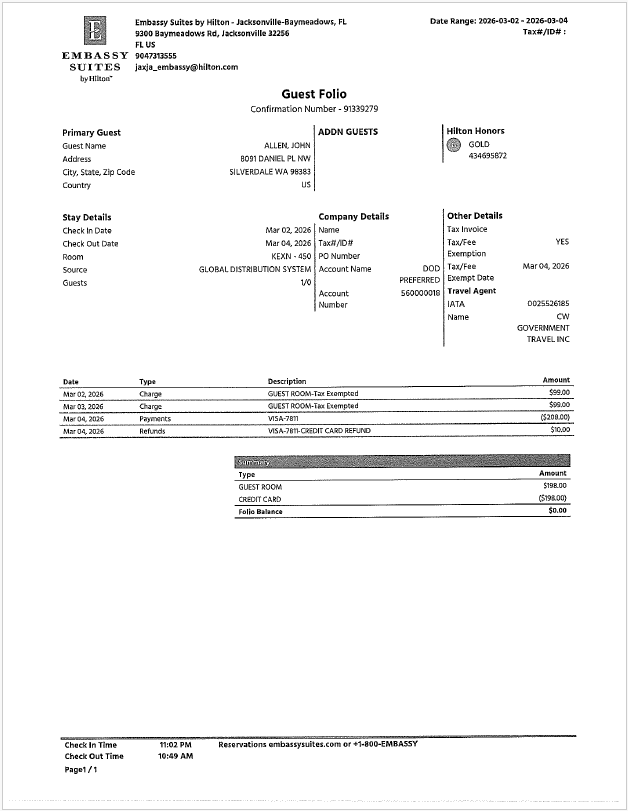 Embassy Suites by Hilton - Jacksonville-Baymeadows, FL
9300 Baymeadows Rd, Jacksonville 32256
FL US
9047313555
jaxja_embassy@hilton.com
Date Range: 2026-03-02 - 2026-03-04
Tax#/ID# :
EMBASSY
SUITES
by Hilton™
Guest Folio
Confirmation Number - 91339279
Primary Guest
Guest Name ALLEN, JOHN
Address 8091 DANIEL PL NW
City, State, Zip Code SILVERDALE WA 98383
Country US
ADDN GUESTS
Hilton Honors
GOLD
434695872
Stay Details
Check In Date Mar 02, 2026
Check Out Date Mar 04, 2026
Room KEXN - 450
Source GLOBAL DISTRIBUTION SYSTEM
Guests 1/0
Company Details
Name
Tax#/ID#
PO Number
Account Name DOD
PREFERRED
Account 560000018
Number
Other Details
Tax Invoice
Tax/Fee YES
Exemption
Tax/Fee Mar 04, 2026
Exempt Date
Travel Agent
IATA 0025526185
Name CW
GOVERNMENT
TRAVEL INC
Date Type Description Amount
Mar 02, 2026 Charge GUEST ROOM-Tax Exempted $99.00
Mar 03, 2026 Charge GUEST ROOM-Tax Exempted $99.00
Mar 04, 2026 Payments VISA-7811 ($208.00)
Mar 04, 2026 Refunds VISA-7811-CREDIT CARD REFUND $10.00
Summary
Type Amount
GUEST ROOM $198.00
CREDIT CARD ($198.00)
Folio Balance $0.00
Check In Time 11:02 PM Reservations embassysuites.com or +1-800-EMBASSY
Check Out Time 10:49 AM
Page1 / 1